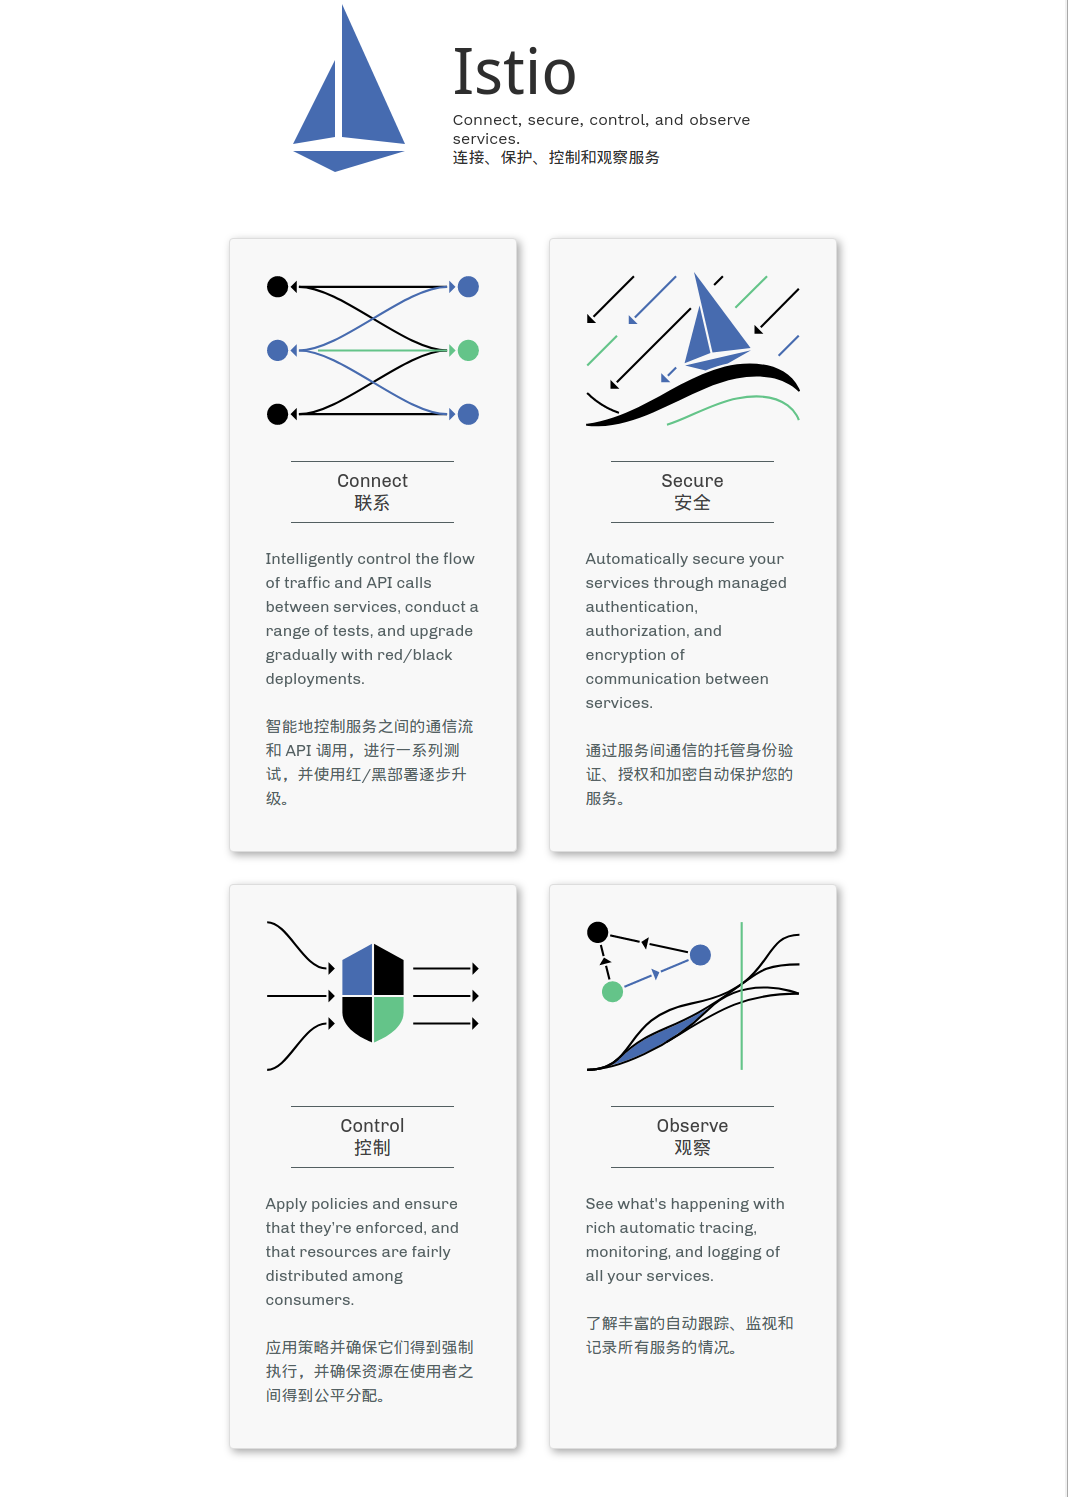 Istio
Connect, secure, control, and observe
services.
连接、保护、控制和观察服务
Connect
联系
Intelligently control the flow
of traffic and API calls
between services, conduct a
range of tests, and upgrade
gradually with red/black
deployments.
智能地控制服务之间的通信流
和 API 调用，进行一系列测
试，并使用红/黑部署逐步升
级。
Secure
安全
Automatically secure your
services through managed
authentication,
authorization, and
encryption of
communication between
services.
通过服务间通信的托管身份验
证、授权和加密自动保护您的
服务。
Control
控制
Apply policies and ensure
that they're enforced, and
that resources are fairly
distributed among
consumers.
应用策略并确保它们得到强制
执行，并确保资源在使用者之
间得到公平分配。
Observe
观察
See what's happening with
rich automatic tracing,
monitoring, and logging of
all your services.
了解丰富的自动跟踪、监视和
记录所有服务的情况。